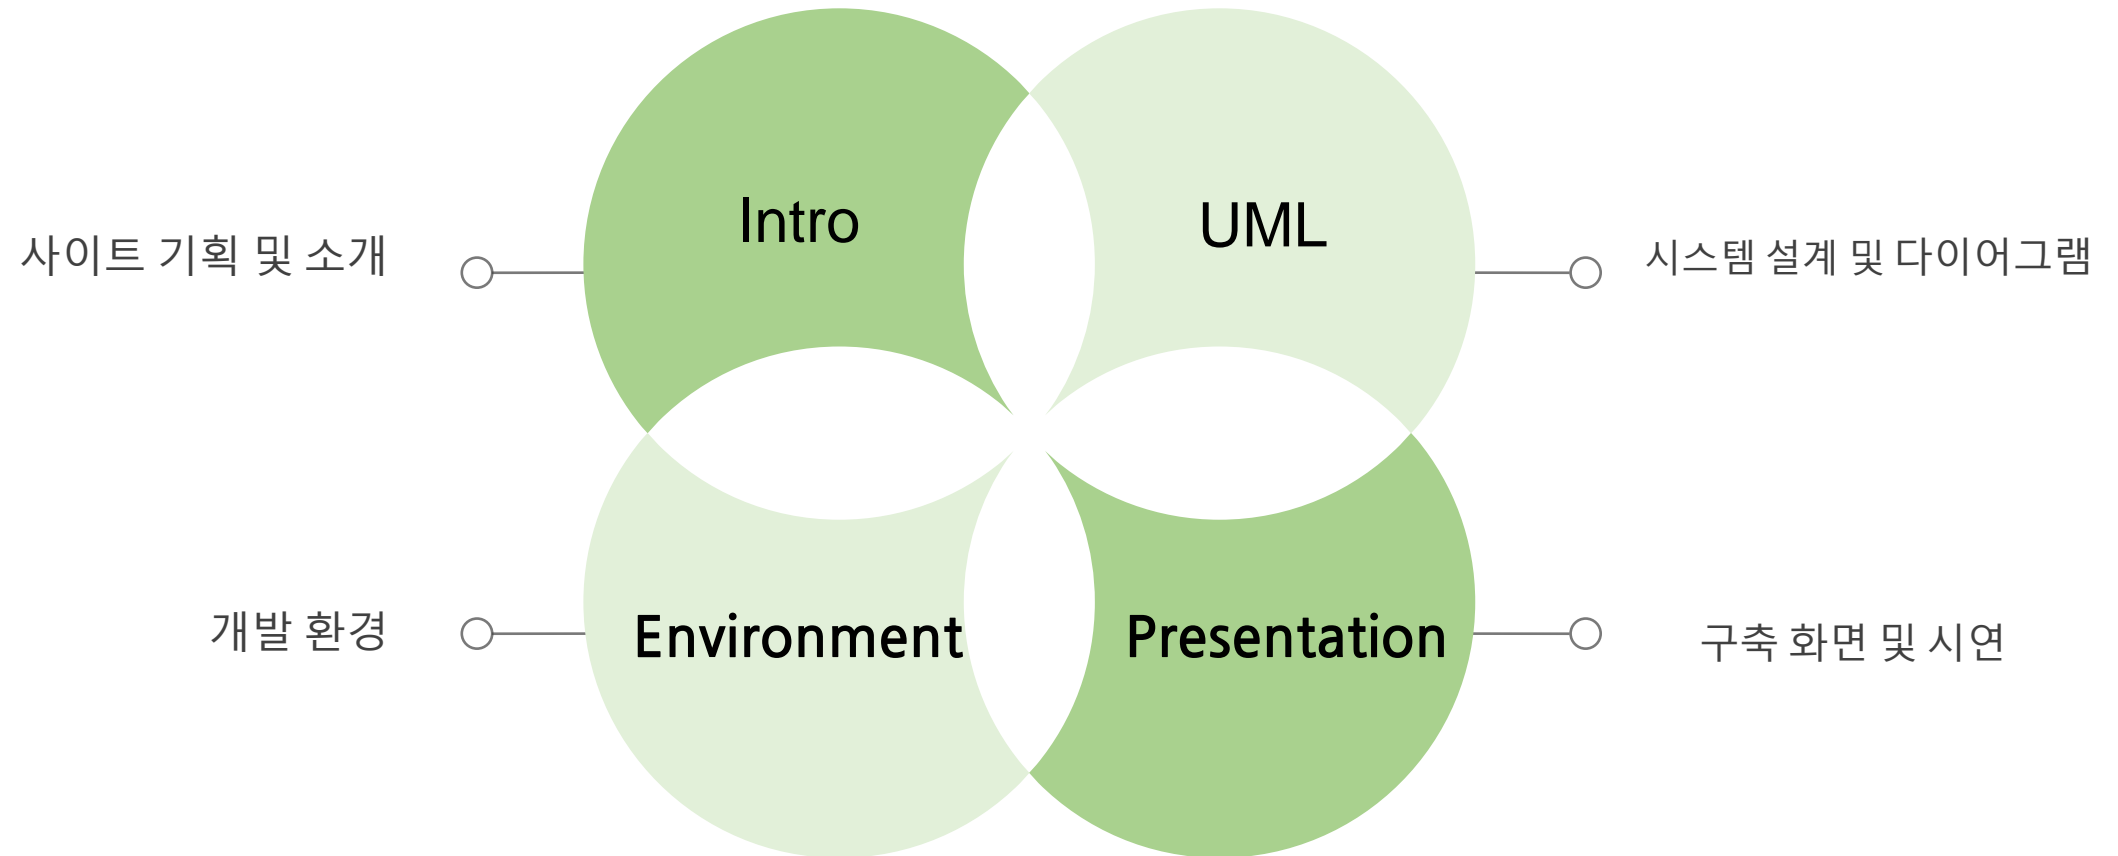 Intro
UML
사이트 기획 및 소개
시스템 설계 및 다이어그램
Environment
Presentation
개발 환경
구축 화면 및 시연